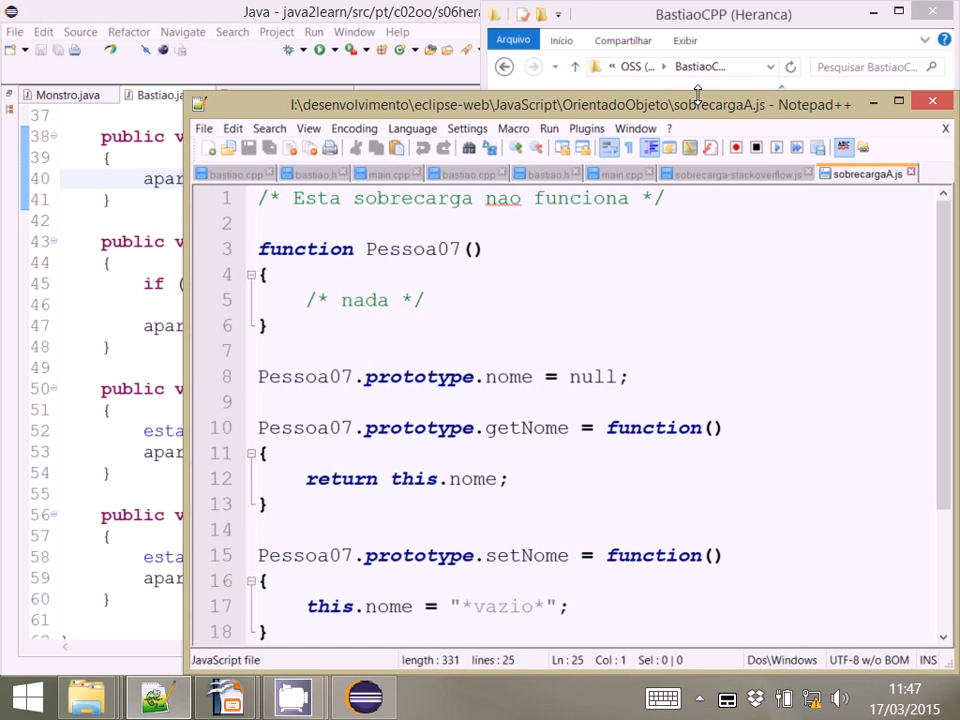 Java - java2learn/src/pt/c02oo/s06hera
File Edit Source Refactor Navigate Search Project Run Window Help
BastiaoCPP (Heranca)
Arquivo Início Compartilhar Exibir
« OSS (... BastiaoC... Pesquisar BastiaoC...
Monstro.java Bastiao.ja
I:\desenvolvimento\eclipse-web\JavaScript\OrientadoObjeto\sobrecargaA.js - Notepad++
File Edit Search View Encoding Language Settings Macro Run Plugins Window ? X
bastiao.cpp bastiao.h main.cpp bastiao.cpp bastiao.h main.cpp sobrecarga-stackoverflow.js sobrecargaA.js
37
38 public v
39 {
40 apar
41 }
42
43 public v
44 {
45 if (
46
47 apar
48 }
49
50 public v
51 {
52 esta
53 apar
54 }
55
56 public v
57 {
58 esta
59 apar
60 }
61
1 /* Esta sobrecarga nao funciona */
2
3 function Pessoa07()
4 {
5 /* nada */
6 }
7
8 Pessoa07.prototype.nome = null;
9
10 Pessoa07.prototype.getNome = function()
11 {
12 return this.nome;
13 }
14
15 Pessoa07.prototype.setNome = function()
16 {
17 this.nome = "*vazio*";
18 }
JavaScript file length : 331 lines : 25 Ln : 25 Col : 1 Sel : 0 | 0 Dos\Windows UTF-8 w/o BOM INS
11:47
17/03/2015